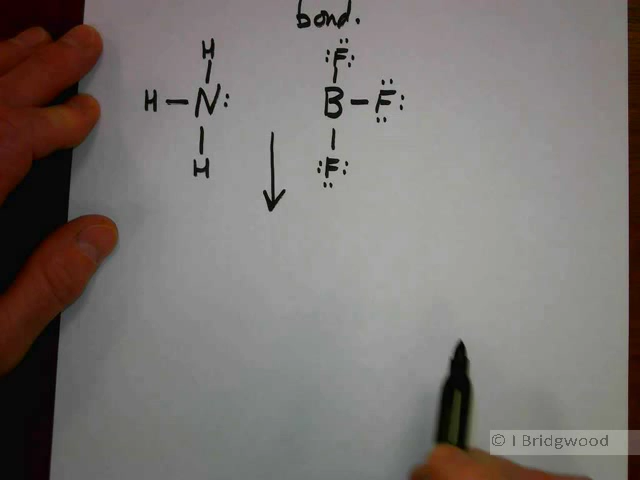 bond.
H F
H – N : B – F
H F
© I Bridgwood